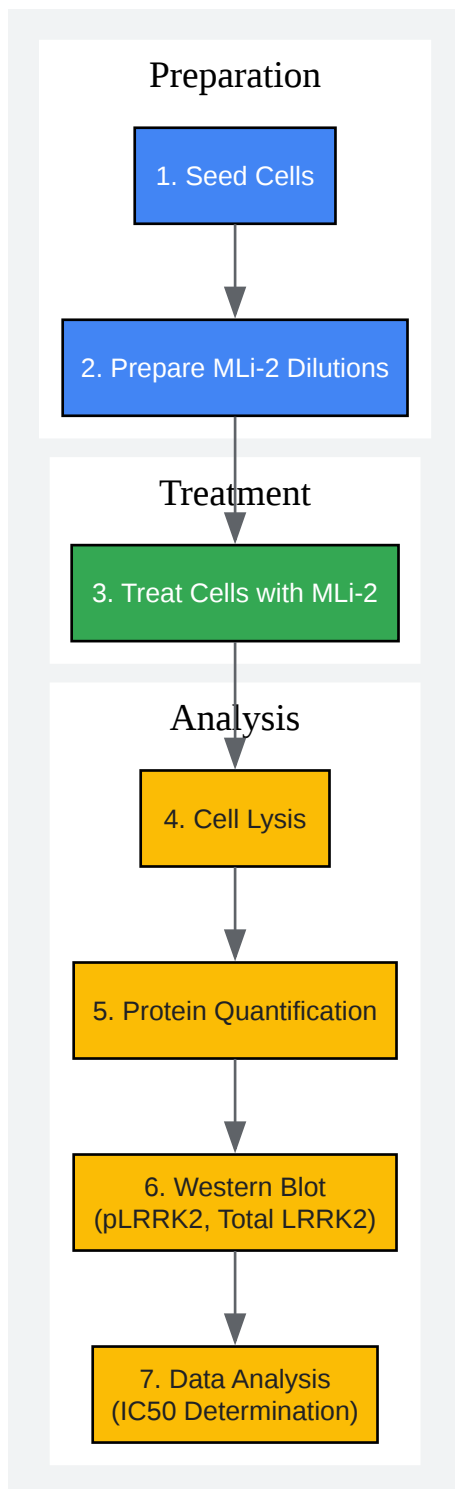 Preparation
1. Seed Cells
2. Prepare MLi-2 Dilutions
Treatment
3. Treat Cells with MLi-2
Analysis
4. Cell Lysis
5. Protein Quantification
6. Western Blot
(pLRRK2, Total LRRK2)
7. Data Analysis
(IC50 Determination)